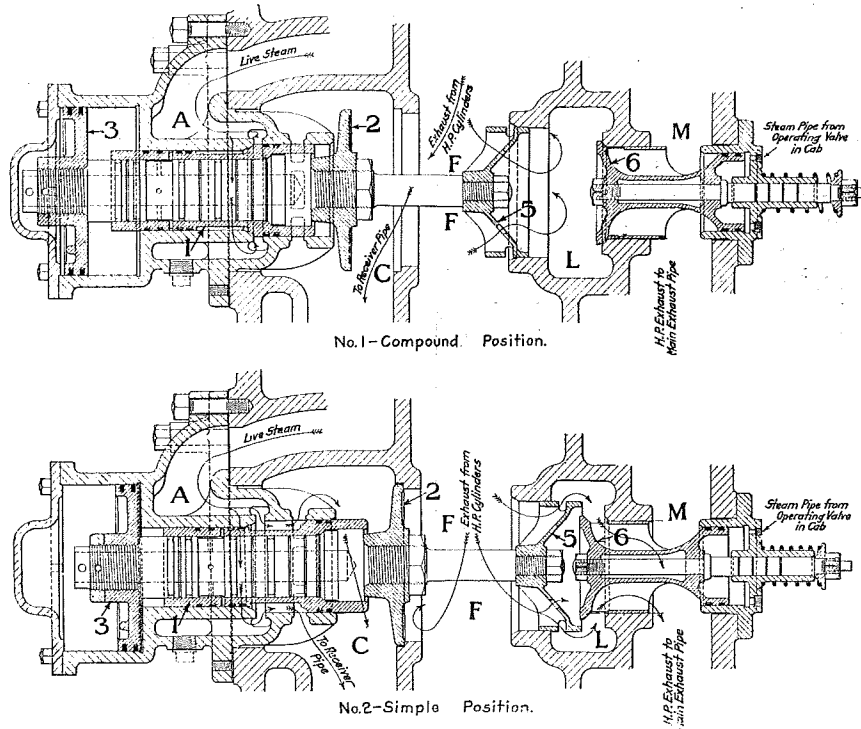 Live Steam
A
3
1
2
Exhaust from
H.P. Cylinders
F
F
5
To Receiver Pipe
C
L
6
M
Steam Pipe from
Operating Valve
in Cab
H.P. Exhaust to
Main Exhaust Pipe
No.1-Compound Position.
Live Steam
A
3
1
2
Exhaust from
H.P. Cylinders
F
F
5
C
To Receiver
Pipe
6
L
M
Steam Pipe from
Operating Valve
in Cab
H.P. Exhaust to
Main Exhaust Pipe
No.2-Simple Position.